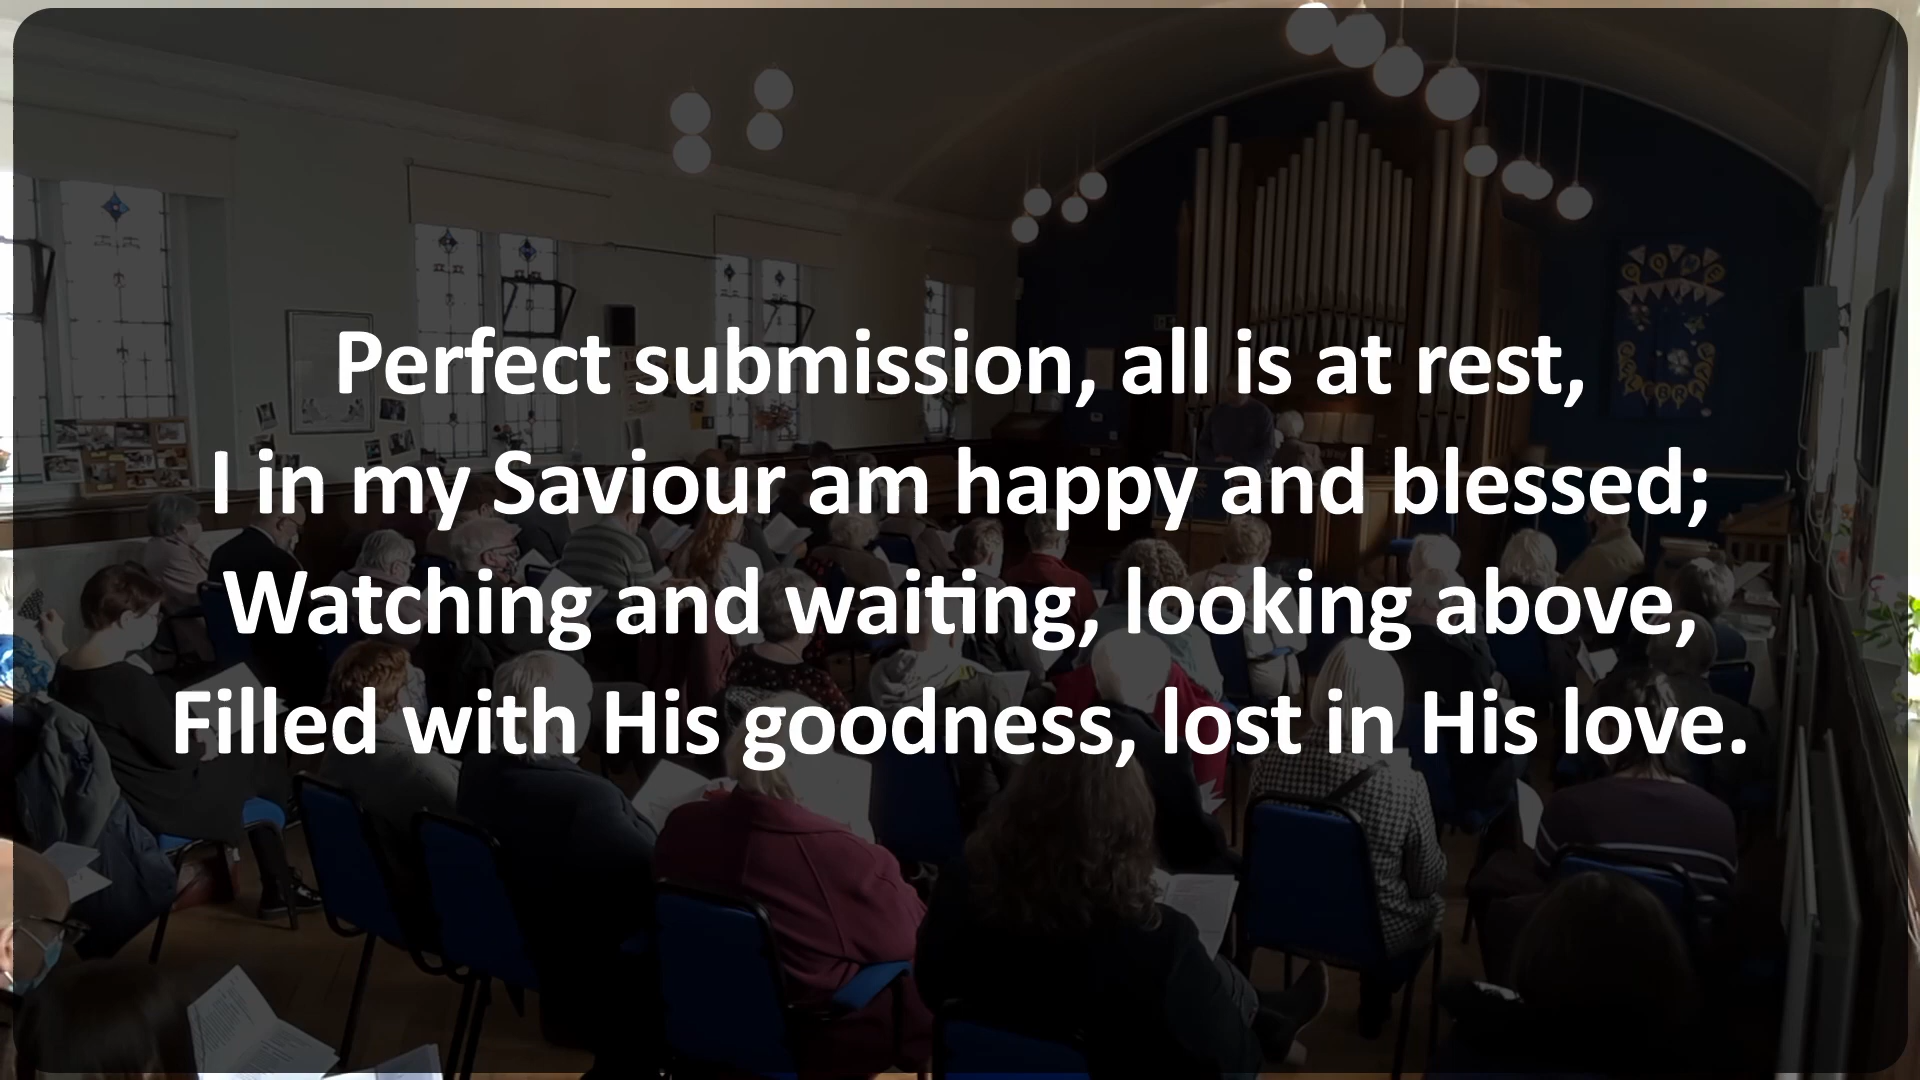 Perfect submission, all is at rest,
I in my Saviour am happy and blessed;
Watching and waiting, looking above,
Filled with His goodness, lost in His love.